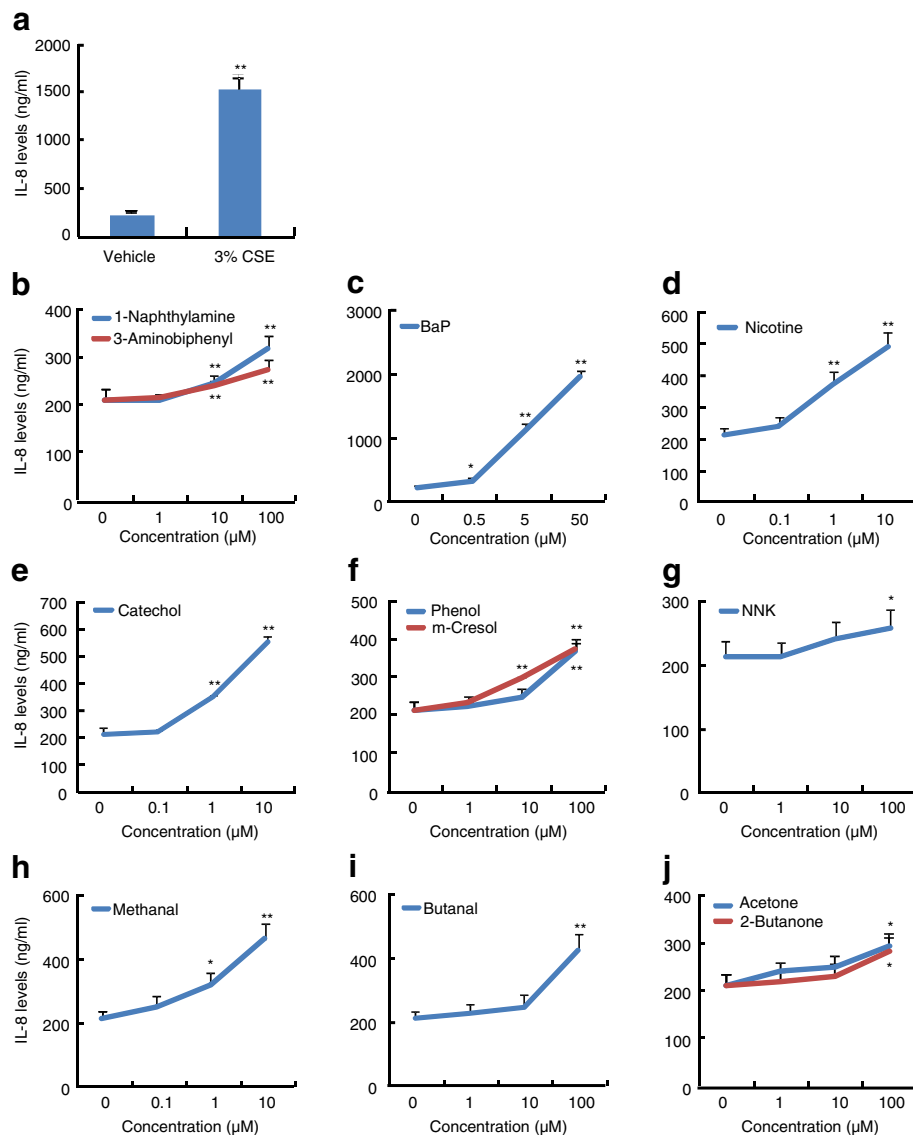 a
2000
1500
1000
500
0
IL-8 levels (ng/ml)
**
Vehicle 3% CSE
b
400
300
200
100
0
IL-8 levels (ng/ml)
1-Naphthylamine
3-Aminobiphenyl
** **
** **
0 1 10 100
Concentration (µM)
c
3000
2000
1000
0
BaP
* ** **
0 0.5 5 50
Concentration (µM)
d
600
500
400
300
200
100
0
Nicotine
** **
0 0.1 1 10
Concentration (µM)
e
700
600
500
400
300
200
100
0
IL-8 levels (ng/ml)
Catechol
** **
0 0.1 1 10
Concentration (µM)
f
500
400
300
200
100
0
Phenol
m-Cresol
** **
**
0 1 10 100
Concentration (µM)
g
300
200
100
0
NNK
*
0 1 10 100
Concentration (µM)
h
600
400
200
0
IL-8 levels (ng/ml)
Methanal
* **
0 0.1 1 10
Concentration (µM)
i
600
400
200
0
Butanal
**
0 1 10 100
Concentration (µM)
j
400
300
200
100
0
Acetone
2-Butanone
*
*
0 1 10 100
Concentration (µM)